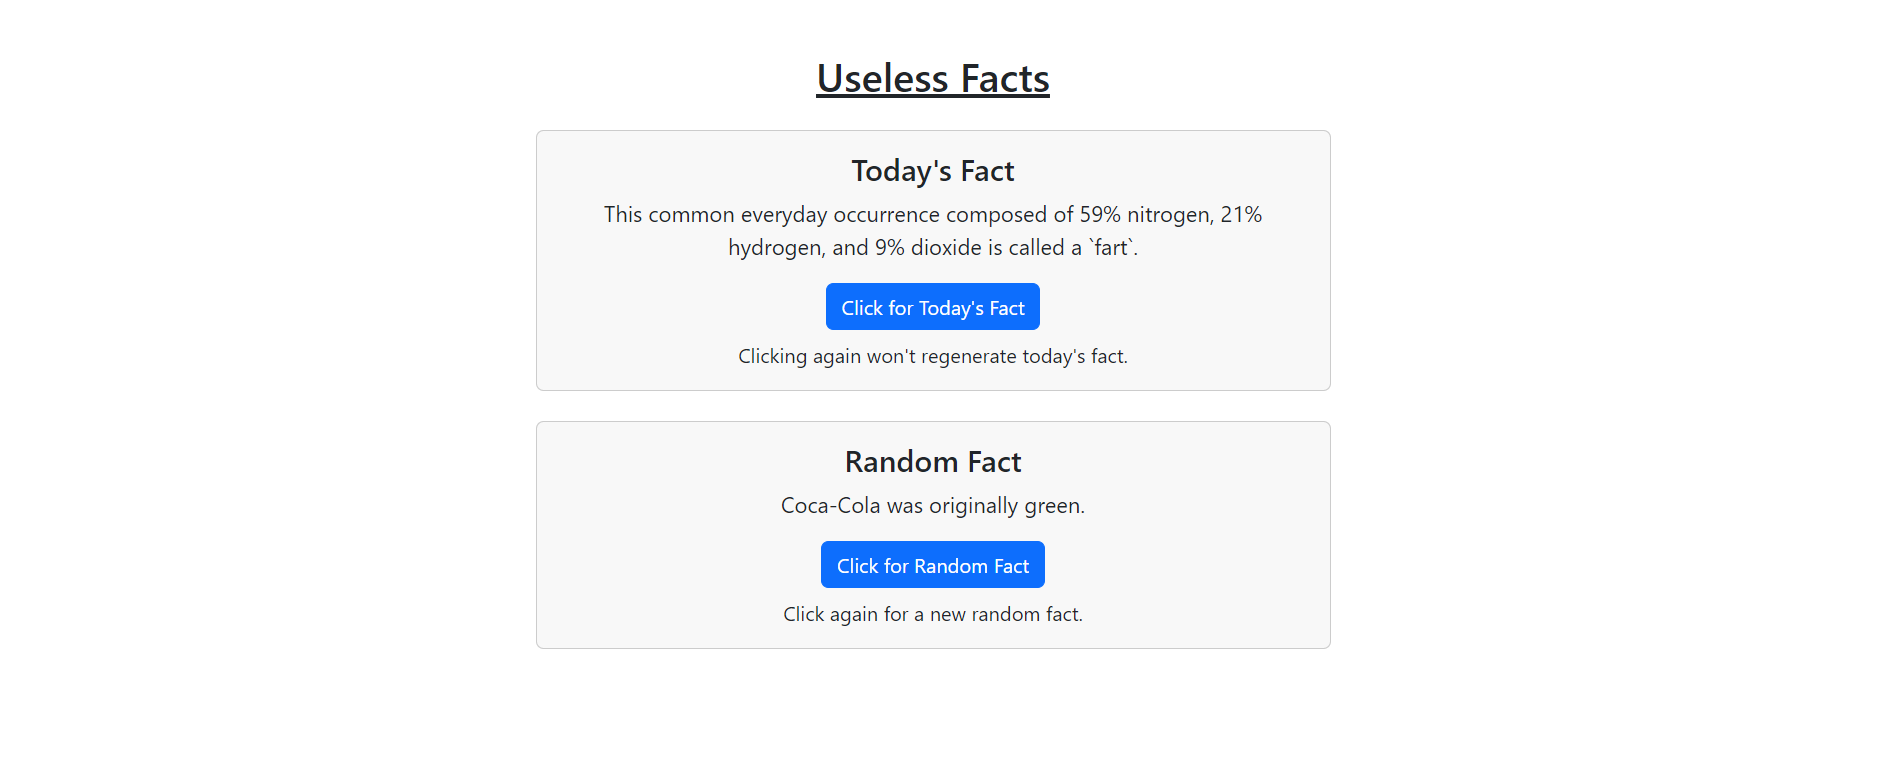 Useless Facts
Today's Fact
This common everyday occurrence composed of 59% nitrogen, 21%
hydrogen, and 9% dioxide is called a `fart`.
Click for Today's Fact
Clicking again won't regenerate today's fact.
Random Fact
Coca-Cola was originally green.
Click for Random Fact
Click again for a new random fact.